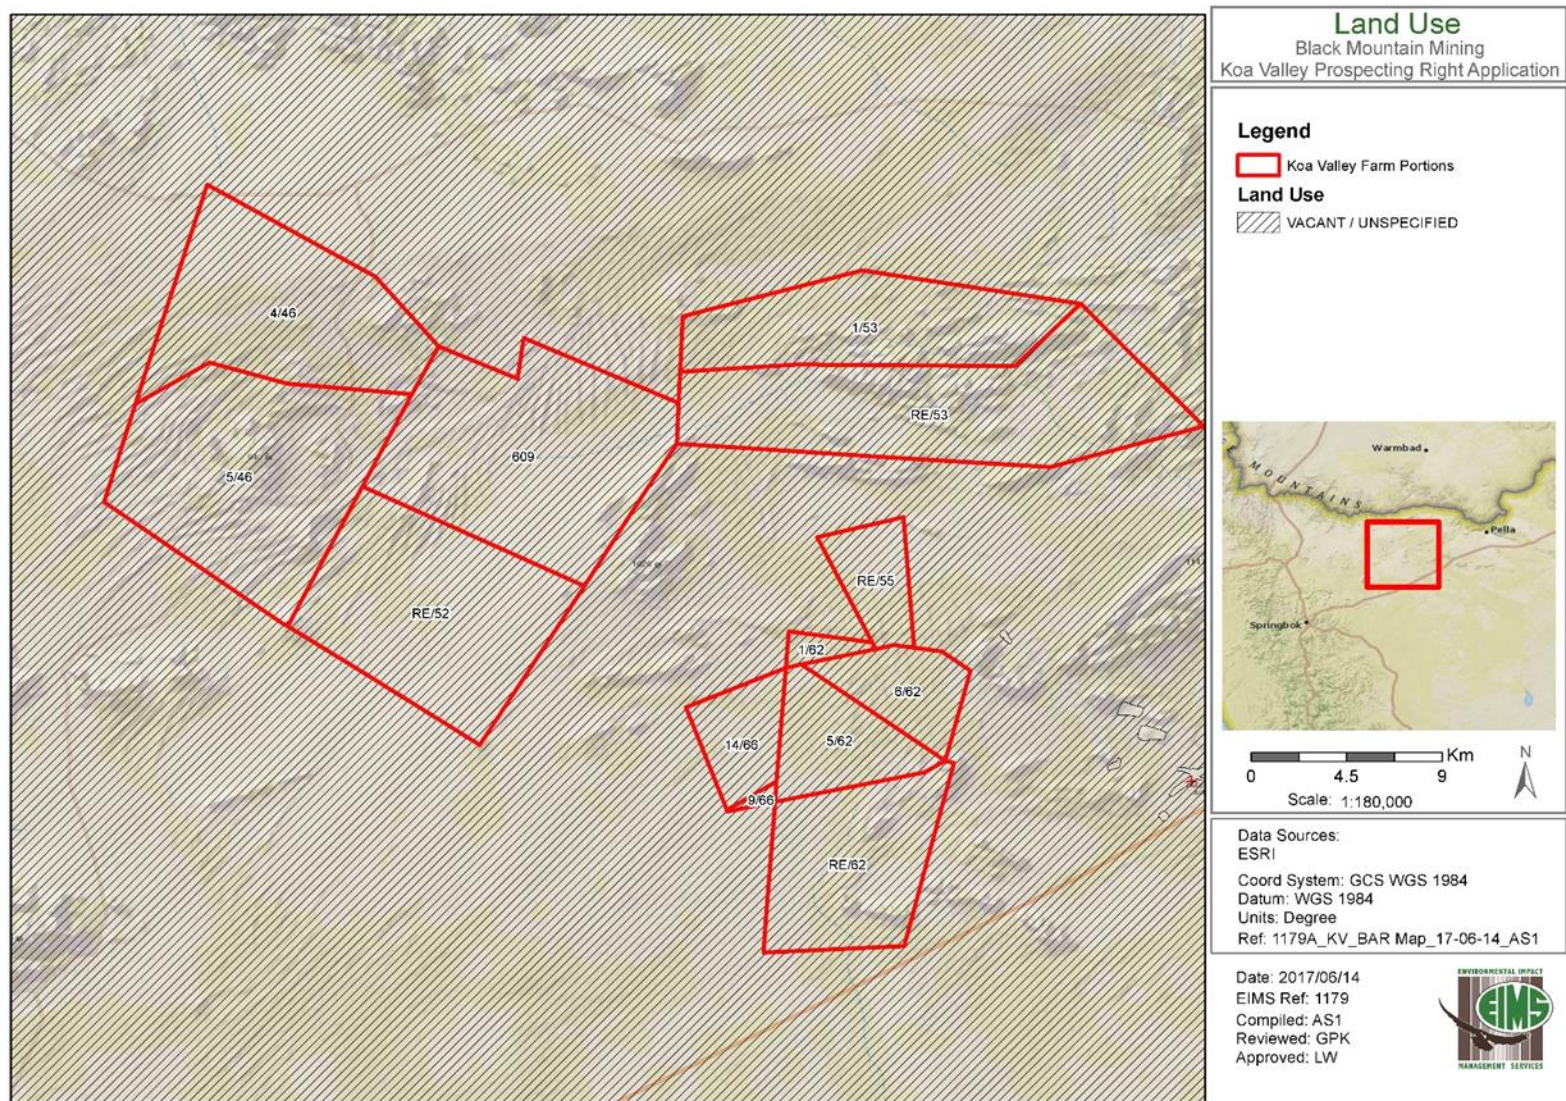 Land Use
Black Mountain Mining
Koa Valley Prospecting Right Application
Legend
Koa Valley Farm Portions
Land Use
VACANT / UNSPECIFIED
4/46
1/53
RE/53
609
5/46
RE/55
RE/52
1/62
6/62
14/66
5/62
9/66
RE/62
Warmbad
MOUNTAINS
Pella
Springbok
Km
0 4.5 9
N
Scale: 1:180,000
Data Sources:
ESRI
Coord System: GCS WGS 1984
Datum: WGS 1984
Units: Degree
Ref: 1179A_KV_BAR Map_17-06-14_AS1
Date: 2017/06/14
EIMS Ref: 1179
Compiled: AS1
Reviewed: GPK
Approved: LW
ENVIRONMENTAL IMPACT
EIMS
MANAGEMENT SERVICES